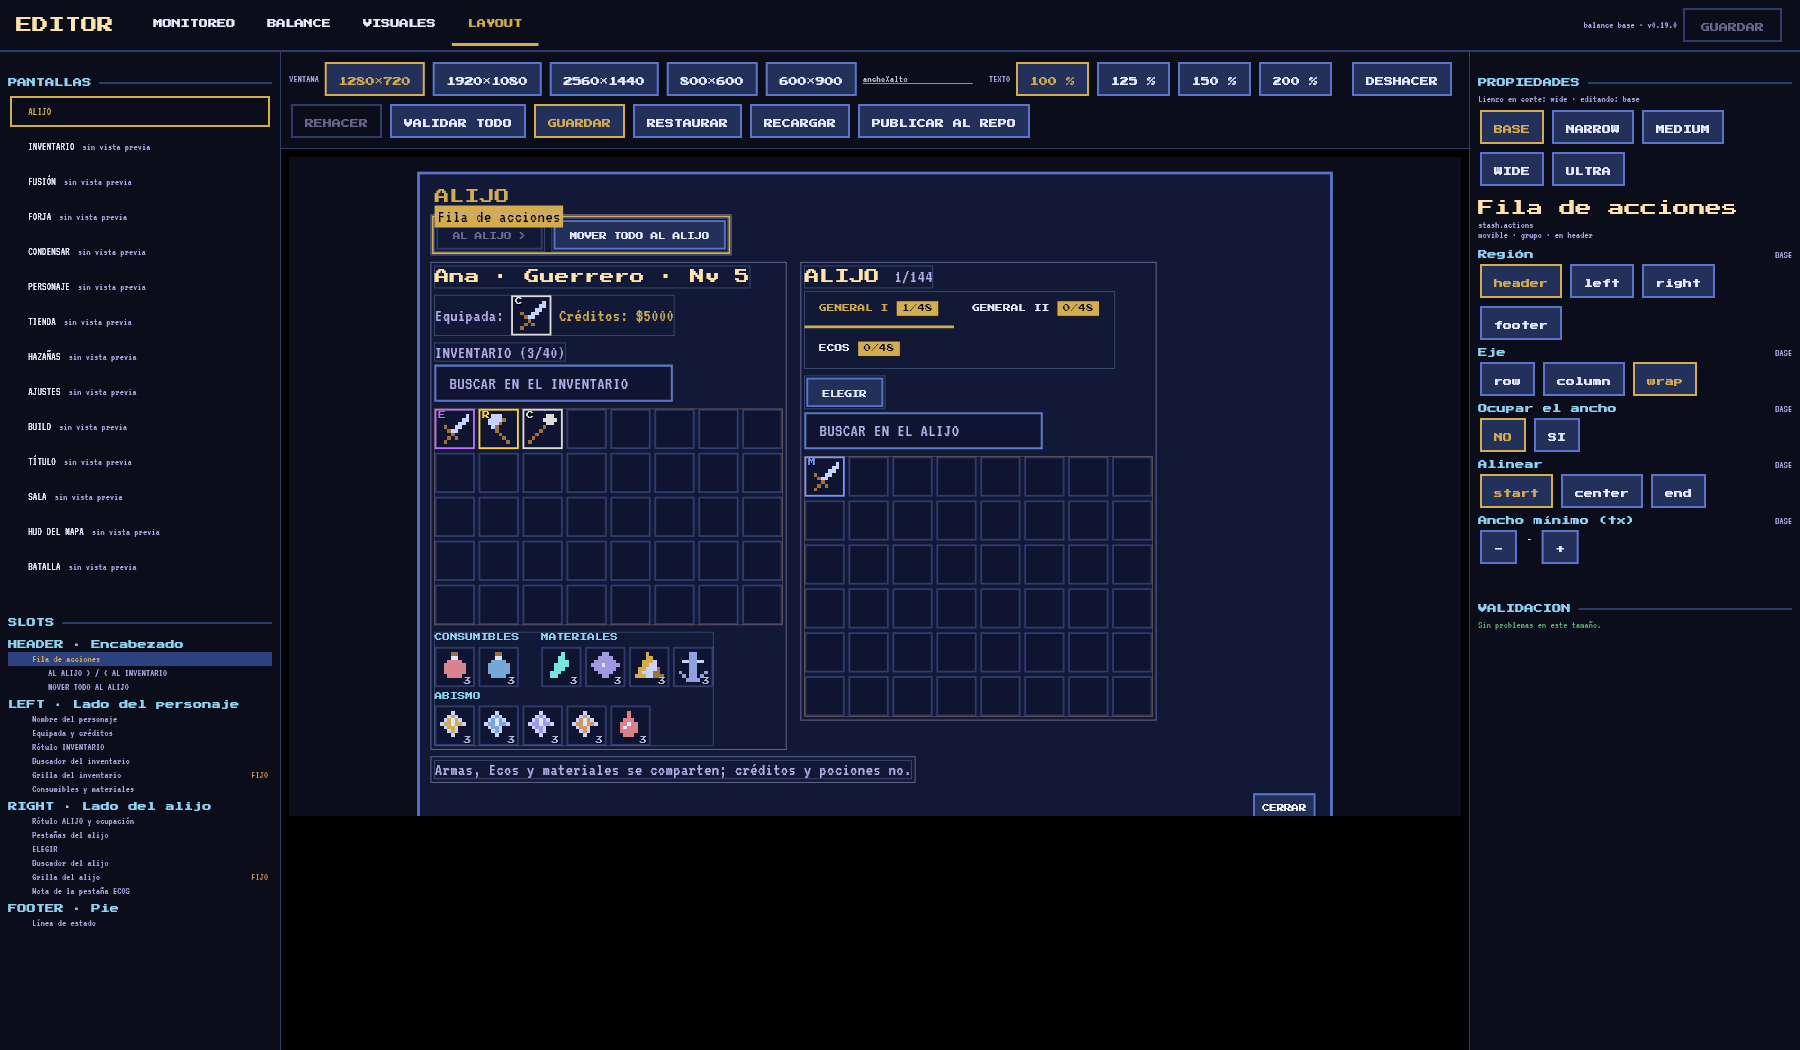 EDITOR
MONITOREO
BALANCE
VISUALES
LAYOUT
balance base · v0.19.0
GUARDAR
PANTALLAS
ALIJO
INVENTARIO sin vista previa
FUSIÓN sin vista previa
FORJA sin vista previa
CONDENSAR sin vista previa
PERSONAJE sin vista previa
TIENDA sin vista previa
HAZAÑAS sin vista previa
AJUSTES sin vista previa
BUILD sin vista previa
TÍTULO sin vista previa
SALA sin vista previa
HUD DEL MAPA sin vista previa
BATALLA sin vista previa
SLOTS
HEADER · Encabezado
Fila de acciones
AL ALIJO > / < AL INVENTARIO
MOVER TODO AL ALIJO
LEFT · Lado del personaje
Nombre del personaje
Equipada y créditos
Rótulo INVENTARIO
Buscador del inventario
Grilla del inventario FIJO
Consumibles y materiales
RIGHT · Lado del alijo
Rótulo ALIJO y ocupación
Pestañas del alijo
ELEGIR
Buscador del alijo
Grilla del alijo FIJO
Nota de la pestaña ECOS
FOOTER · Pie
Línea de estado
VENTANA
1280×720
1920×1080
2560×1440
800×600
600×900
anchoXalto
TEXTO
100 %
125 %
150 %
200 %
DESHACER
REHACER
VALIDAR TODO
GUARDAR
RESTAURAR
RECARGAR
PUBLICAR AL REPO
ALIJO
Fila de acciones
AL ALIJO >
MOVER TODO AL ALIJO
Ana · Guerrero · Nv 5
Equipada: C Créditos: $5000
INVENTARIO (3/40)
BUSCAR EN EL INVENTARIO
E R C
CONSUMIBLES MATERIALES
3 3 3 3 3 3
ABISMO
3 3 3 3 3
ALIJO 1/144
GENERAL I 1/48 GENERAL II 0/48
ECOS 0/48
ELEGIR
BUSCAR EN EL ALIJO
M
Armas, Ecos y materiales se comparten; créditos y pociones no.
CERRAR
PROPIEDADES
Lienzo en corte: wide · editando: base
BASE
NARROW
MEDIUM
WIDE
ULTRA
Fila de acciones
stash.actions
movible · grupo · en header
Región BASE
header
left
right
footer
Eje BASE
row
column
wrap
Ocupar el ancho BASE
NO
SI
Alinear BASE
start
center
end
Ancho mínimo (tx) BASE
- · +
VALIDACION
Sin problemas en este tamaño.